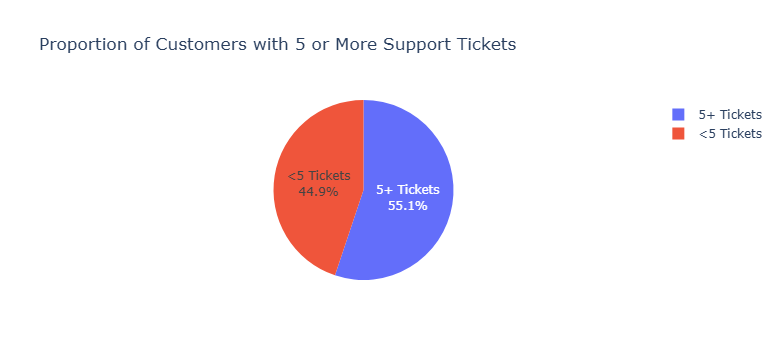 Proportion of Customers with 5 or More Support Tickets
5+ Tickets
<5 Tickets
<5 Tickets
44.9%
5+ Tickets
55.1%